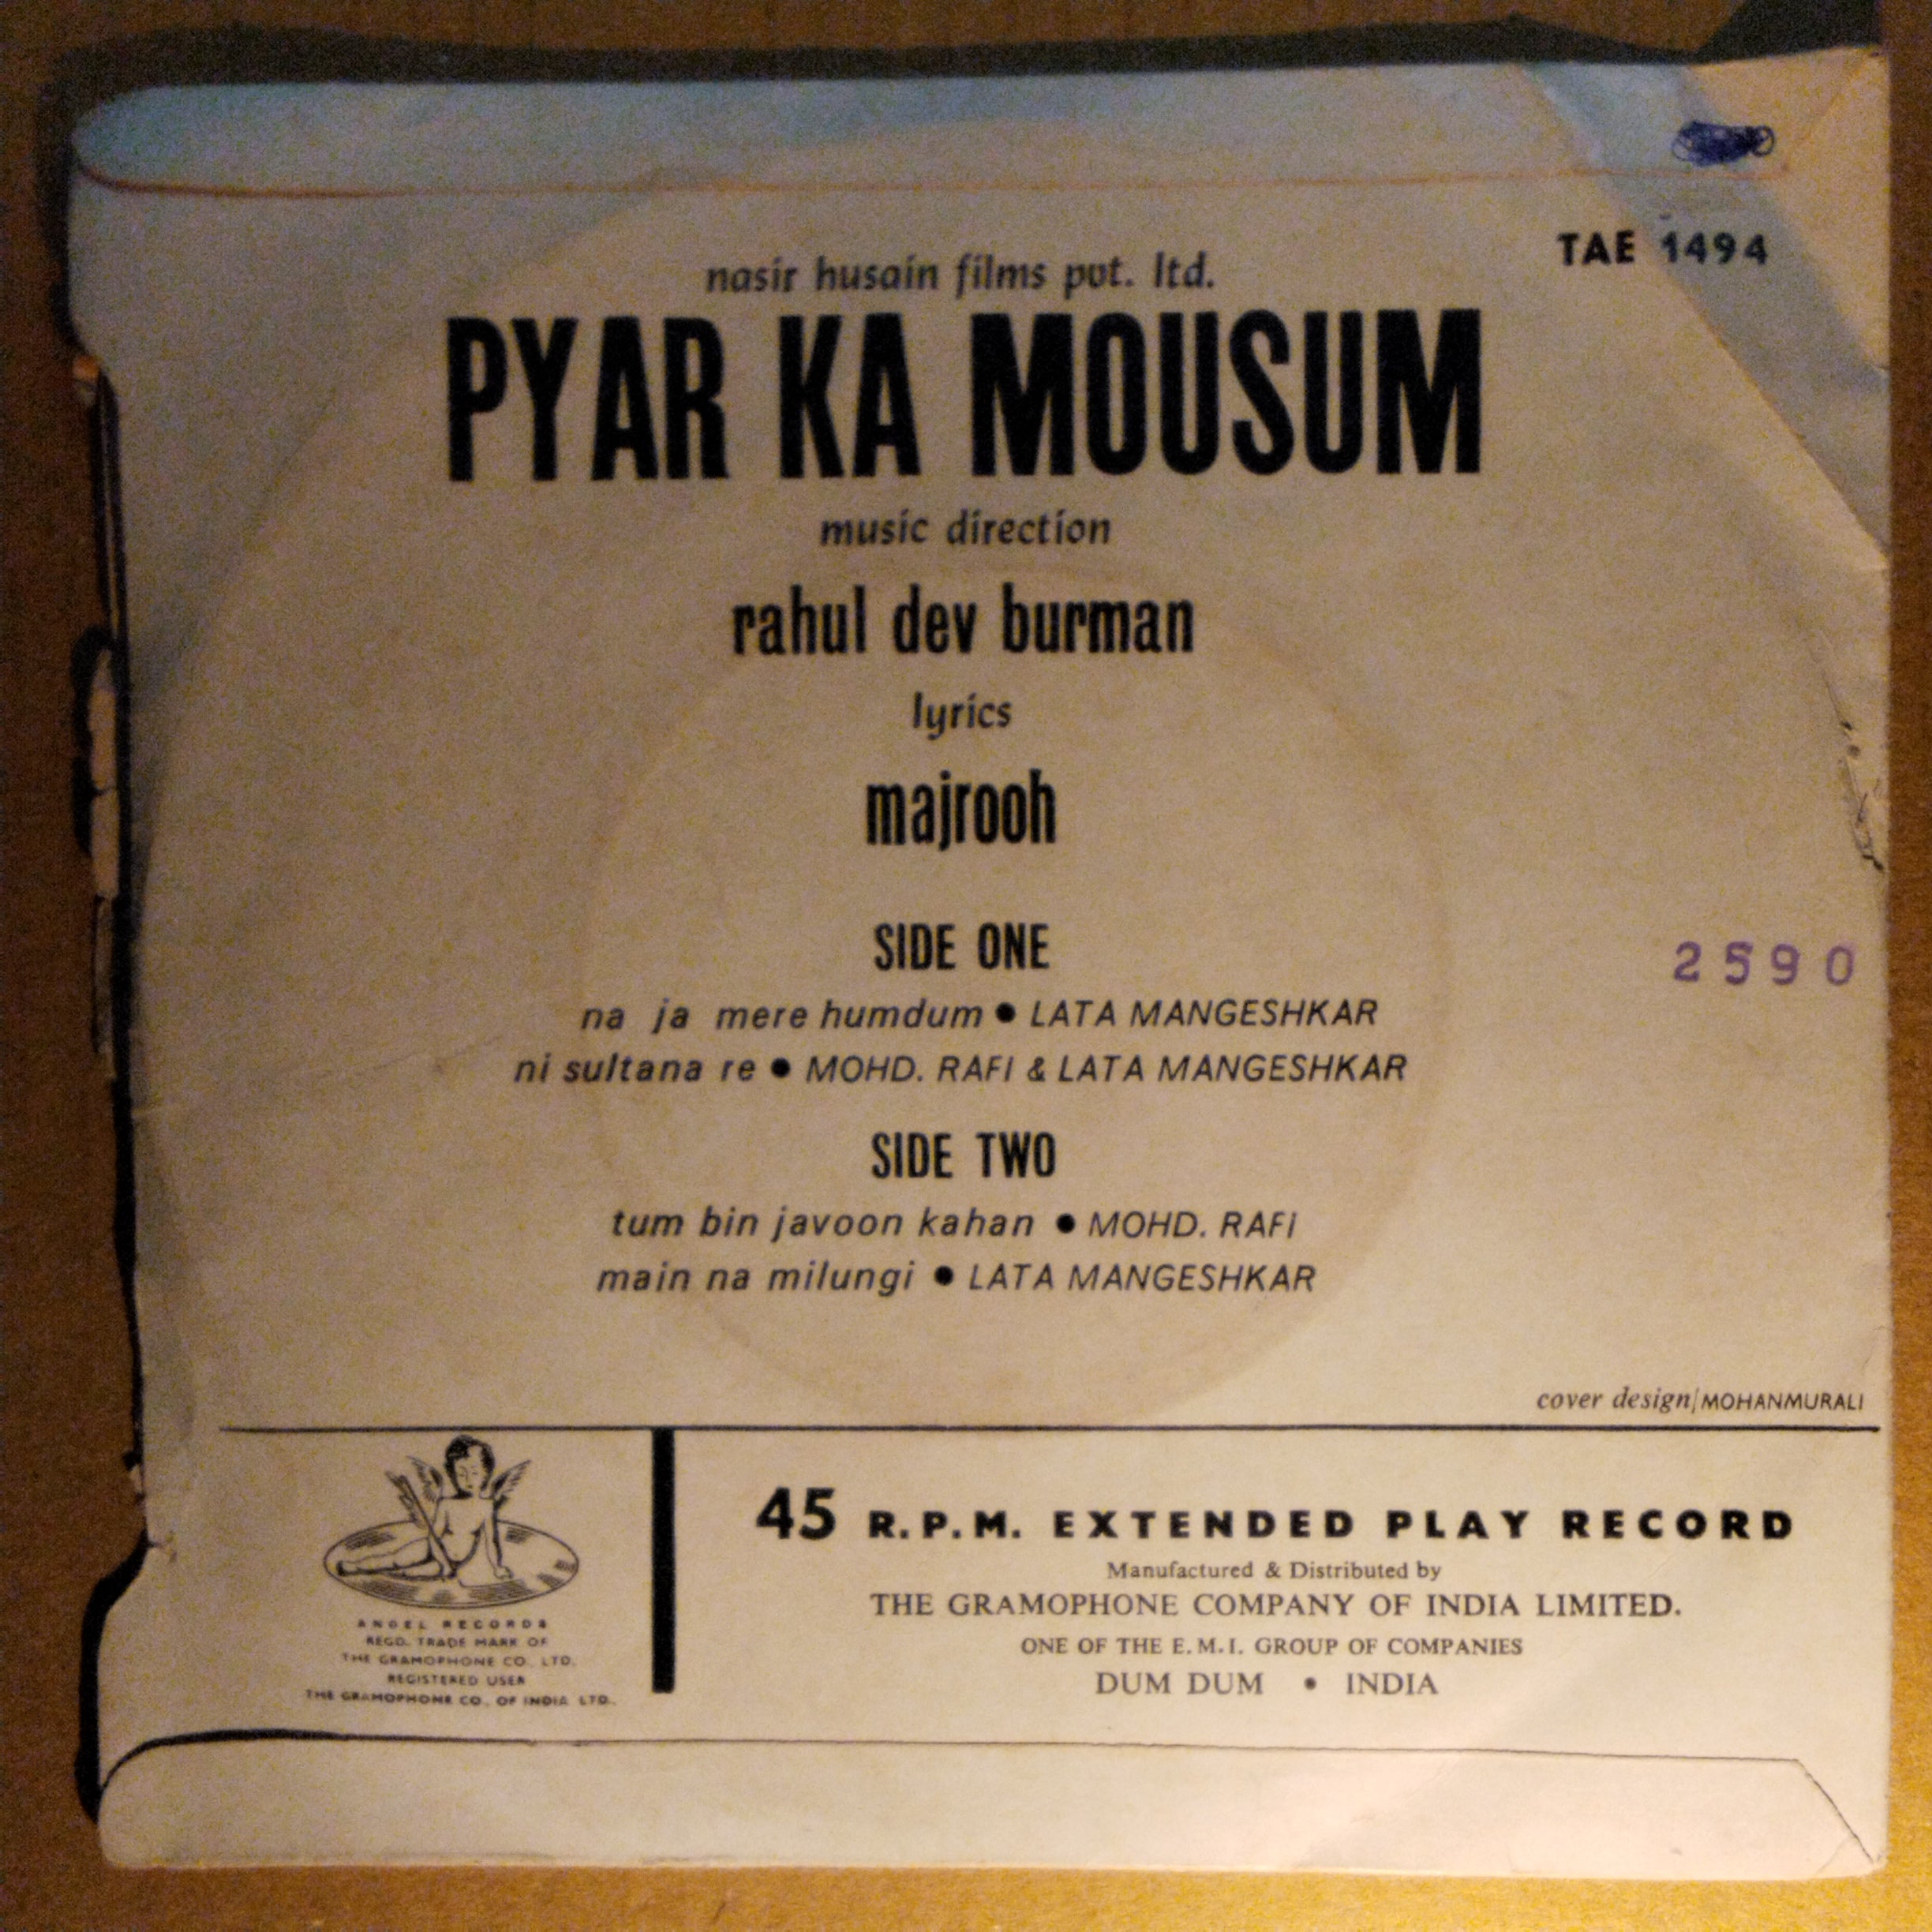 TAE 1494
nasir husain films pvt. ltd.
PYAR KA MOUSUM
music direction
rahul dev burman
lyrics
majrooh
SIDE ONE
na ja mere humdum • LATA MANGESHKAR
ni sultana re • MOHD. RAFI & LATA MANGESHKAR
2590
SIDE TWO
tum bin javoon kahan • MOHD. RAFI
main na milungi • LATA MANGESHKAR
cover design/MOHANMURALI
ANGEL RECORDS
REGD. TRADE MARK OF
THE GRAMOPHONE CO. LTD.
REGISTERED USER
THE GRAMOPHONE CO. OF INDIA LTD.
45 R.P.M. EXTENDED PLAY RECORD
Manufactured & Distributed by
THE GRAMOPHONE COMPANY OF INDIA LIMITED.
ONE OF THE E.M.I. GROUP OF COMPANIES
DUM DUM • INDIA